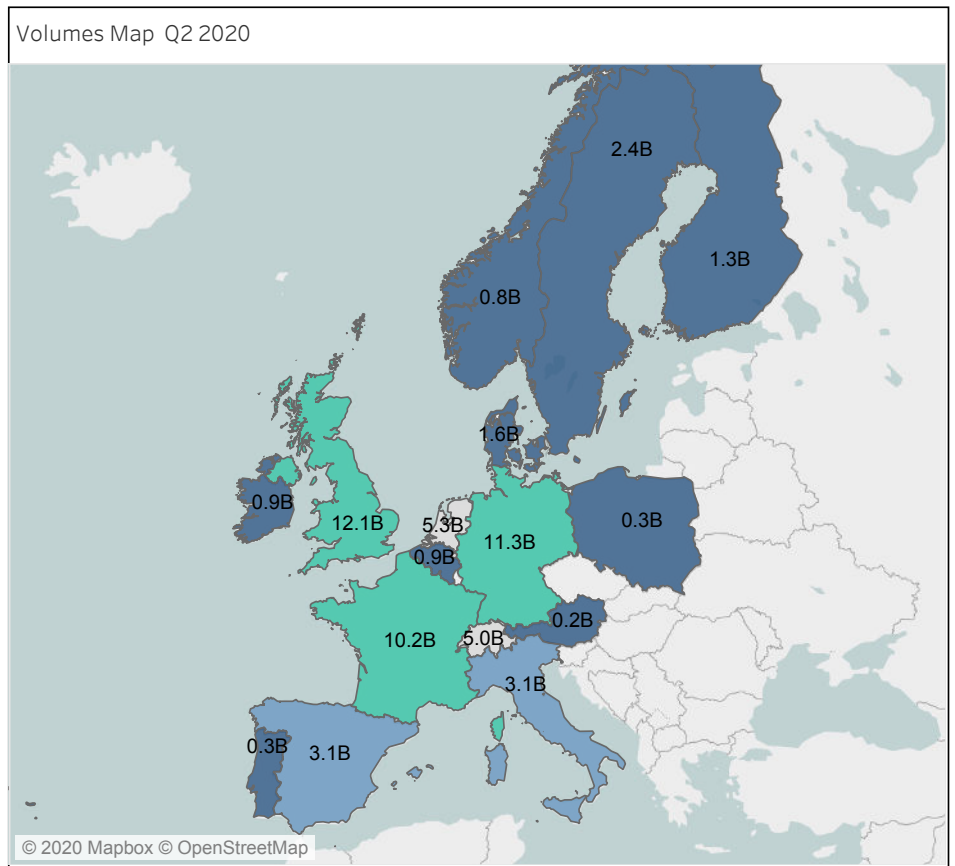 Volumes Map Q2 2020
2.4B
1.3B
0.8B
1.6B
0.9B
12.1B
5.3B
11.3B
0.3B
0.9B
0.2B
10.2B
5.0B
3.1B
0.3B
3.1B
© 2020 Mapbox © OpenStreetMap